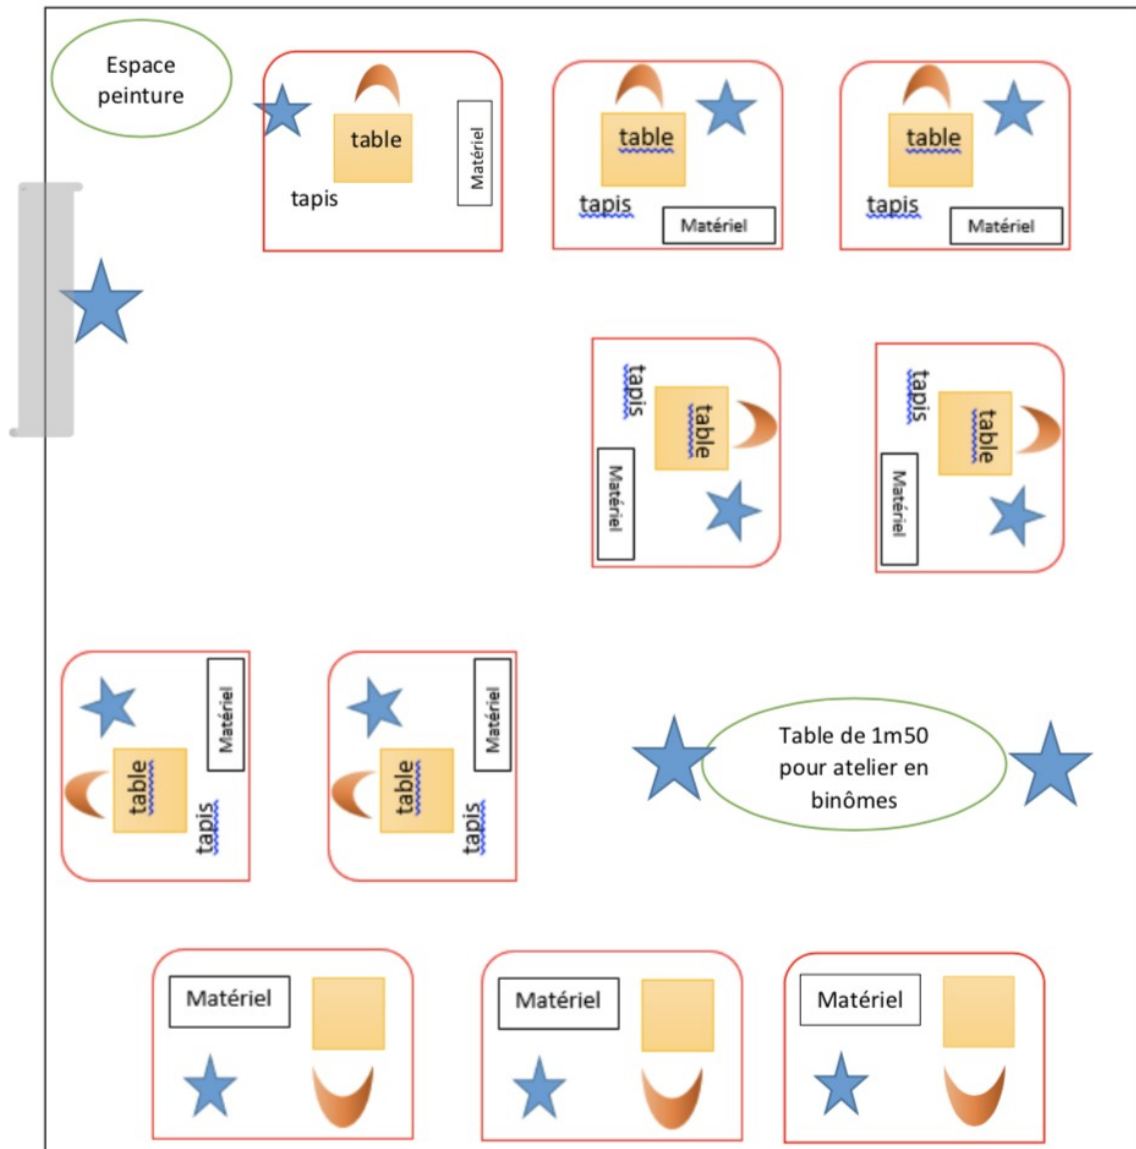 Espace
peinture
table
Matériel
tapis
table
tapis
Matériel
table
tapis
Matériel
tapis
table
Matériel
tapis
table
Matériel
Matériel
table
tapis
Matériel
table
tapis
Table de 1m50
pour atelier en
binômes
Matériel
Matériel
Matériel